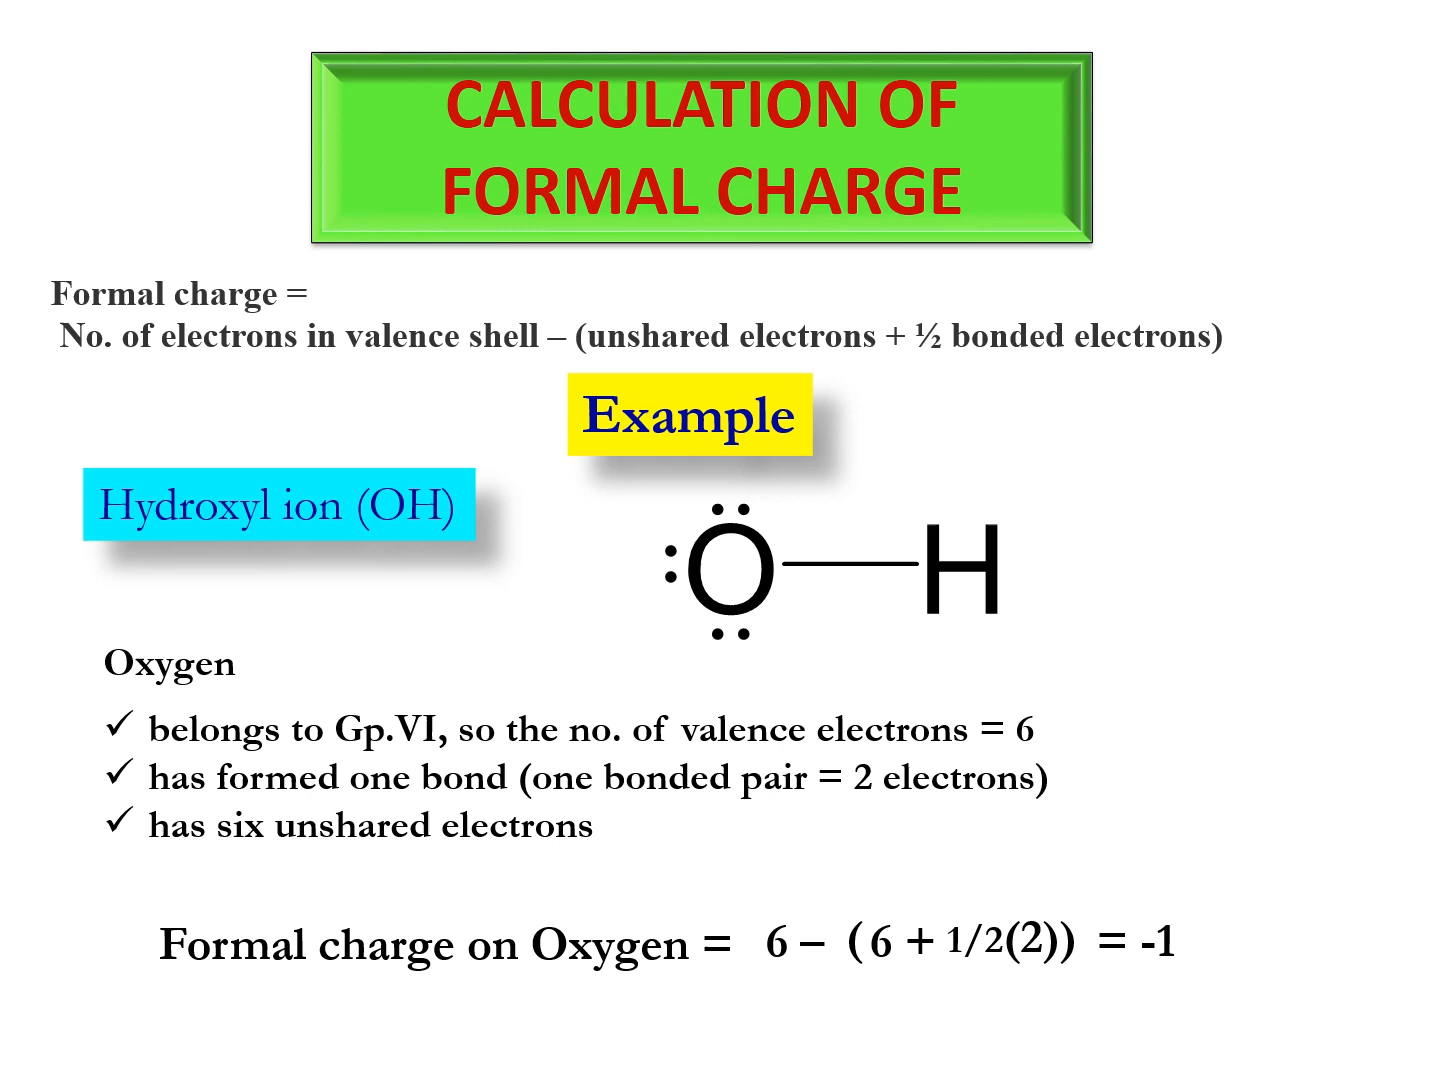 CALCULATION OF
FORMAL CHARGE
Formal charge =
No. of electrons in valence shell – (unshared electrons + ½ bonded electrons)
Example
Hydroxyl ion (OH)
O H
Oxygen
✓ belongs to Gp.VI, so the no. of valence electrons = 6
✓ has formed one bond (one bonded pair = 2 electrons)
✓ has six unshared electrons
Formal charge on Oxygen = 6 – (6 + 1/2(2)) = -1